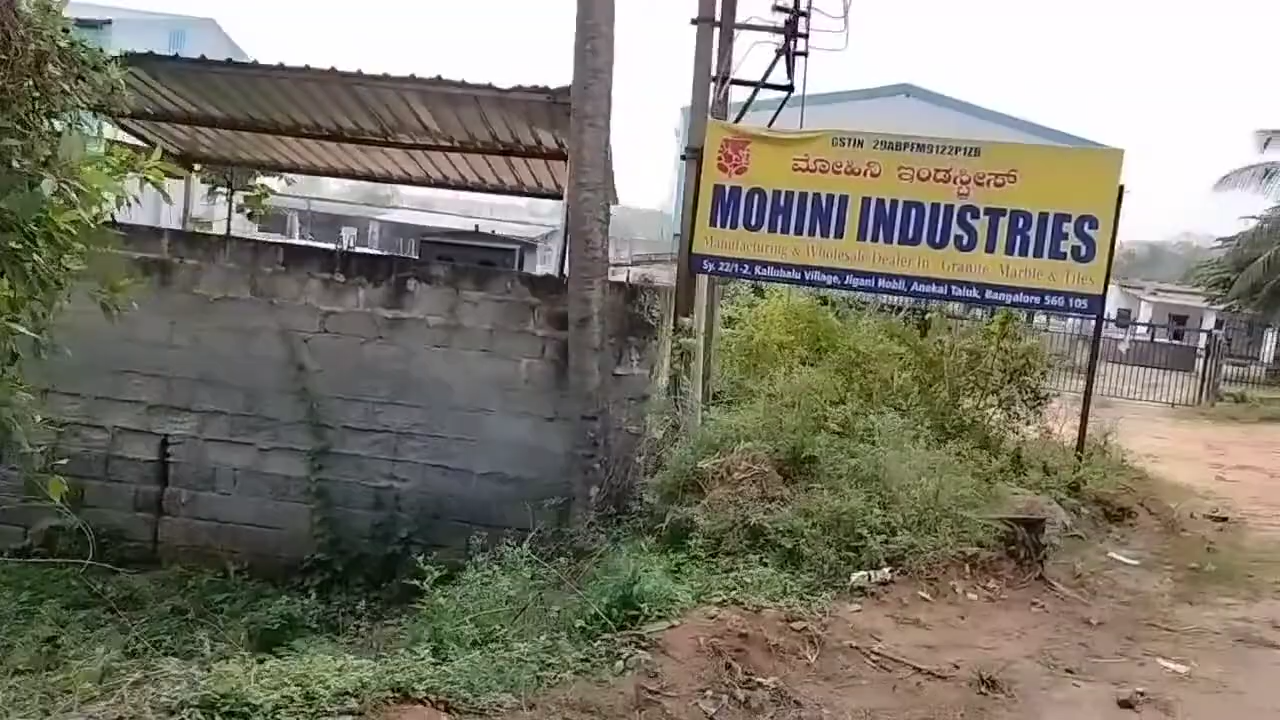 GSTIN 29ABPFM9122P1ZB
ಮೋಹಿನಿ ಇಂಡಸ್ಟ್ರೀಸ್
MOHINI INDUSTRIES
Manufacturing & Wholesale Dealer In : Granite, Marble & Tiles
Sy. 22/1-2, Kallubalu Village, Jigani Hobli, Anekal Taluk, Bangalore 560 105